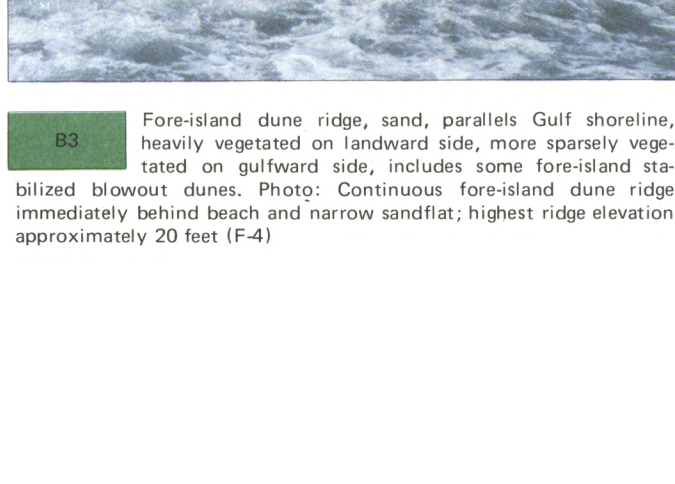 B3
Fore-island dune ridge, sand, parallels Gulf shoreline,
heavily vegetated on landward side, more sparsely vege-
tated on gulfward side, includes some fore-island sta-
bilized blowout dunes. Photo: Continuous fore-island dune ridge
immediately behind beach and narrow sandflat; highest ridge elevation
approximately 20 feet (F-4)